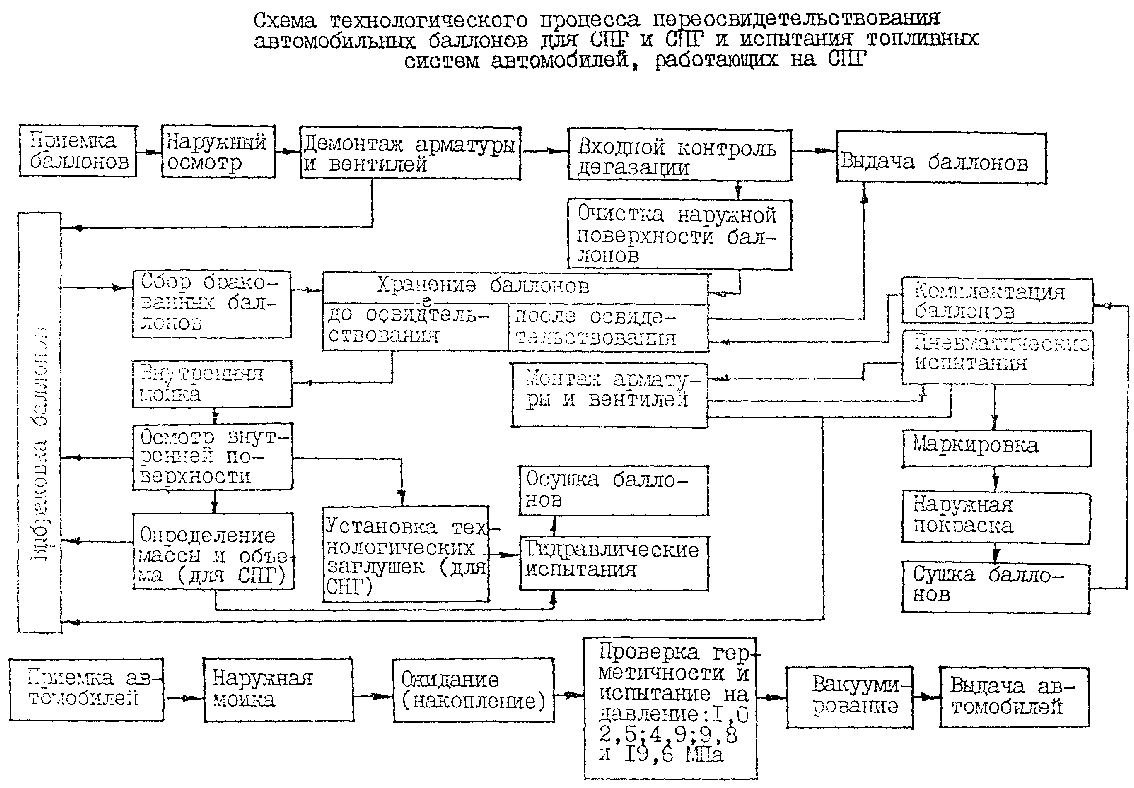 Схема технологического процесса переосвидетельствования
автомобильных баллонов для СПГ и СПГ и испытания топливных
систем автомобилей, работающих на СПГ
Приемка
баллонов
Наружный
осмотр
Демонтаж арматуры
и вентилей
Входной контроль
дегазации
Выдача баллонов
Очистка наружной
поверхности бал-
лонов
Сбор брако-
ванных бал-
лонов
Хранение баллонов
до освидетель-
ствования
после освиде-
тельствования
Комплектация
баллонов
Пневматические
испытания
Внутренняя
мойка
Монтаж армату-
ры и вентилей
Выбраковка баллонов
Осмотр внут-
ренней по-
верхности
Маркировка
Осушка балло-
нов
Наружная
покраска
Определение
массы и объе-
ма (для СПГ)
Установка тех
нологических
заглушек (для
СНГ)
Гидравлические
испытания
Сушка балло-
нов
Приемка ав-
томобилей
Наружная
мойка
Ожидание
(накопление)
Проверка гер-
метичности и
испытание на
давление:1,6
2,5;4,9;9,8
и 19,6 МПа
Вакууми-
рование
Выдача ав-
томобилей